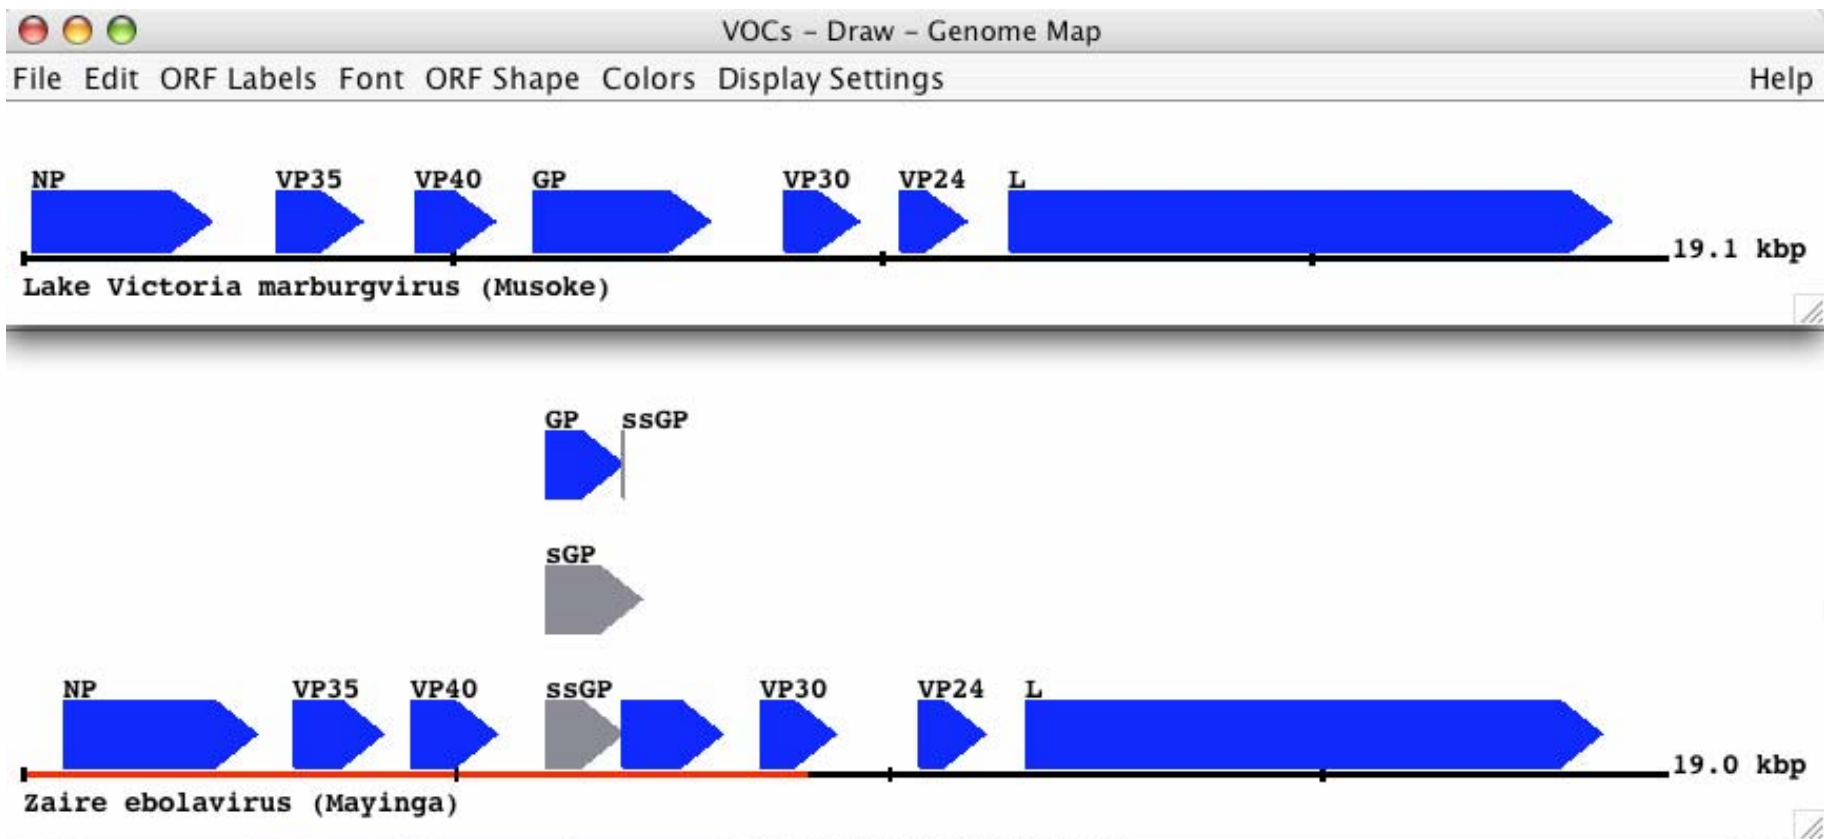 VOCs – Draw – Genome Map
File Edit ORF Labels Font ORF Shape Colors Display Settings Help
NP VP35 VP40 GP VP30 VP24 L
19.1 kbp
Lake Victoria marburgvirus (Musoke)
GP ssGP
sGP
NP VP35 VP40 ssGP VP30 VP24 L
19.0 kbp
Zaire ebolavirus (Mayinga)